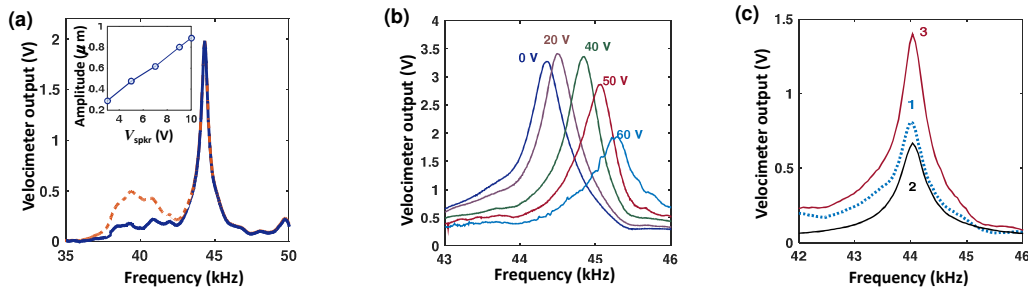 (a)
Velocimeter output (V)
2
1.5
1
0.5
0
35
40
45
50
Frequency (kHz)
Amplitude (μm)
1
0.8
0.6
0.4
0.2
4
6
8
10
Vspkr (V)
(b)
Velocimeter output (V)
4
3.5
3
2.5
2
1.5
1
0.5
0
43
44
45
46
Frequency (kHz)
0 V
20 V
40 V
50 V
60 V
(c)
Velocimeter output (V)
1.5
1
0.5
0
42
43
44
45
46
Frequency (kHz)
3
1
2